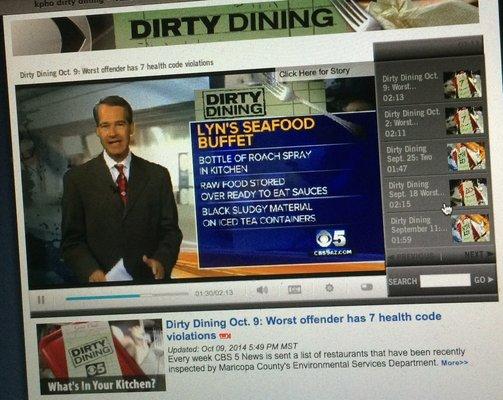 kpho dirty dining
DIRTY DINING
Dirty Dining Oct. 9: Worst offender has 7 health code violations
Click Here for Story
DIRTY
DINING
LYN'S SEAFOOD
BUFFET
BOTTLE OF ROACH SPRAY
IN KITCHEN
RAW FOOD STORED
OVER READY TO EAT SAUCES
BLACK SLUDGY MATERIAL
ON ICED TEA CONTAINERS
CBS 5
CBS5AZ.COM
Dirty Dining Oct.
9: Worst...
02:13
Dirty Dining Oct.
2: Worst...
02:11
Dirty Dining
Sept. 25: Two
01:47
Dirty Dining
Sept. 18 Worst...
02:15
Dirty Dining
September 11:...
01:59
NEXT
SEARCH GO
01:30/02:13
DIRTY
DINING
5
What's In Your Kitchen?
Dirty Dining Oct. 9: Worst offender has 7 health code
violations
Updated: Oct 09, 2014 5:49 PM MST
Every week CBS 5 News is sent a list of restaurants that have been recently
inspected by Maricopa County's Environmental Services Department. More>>